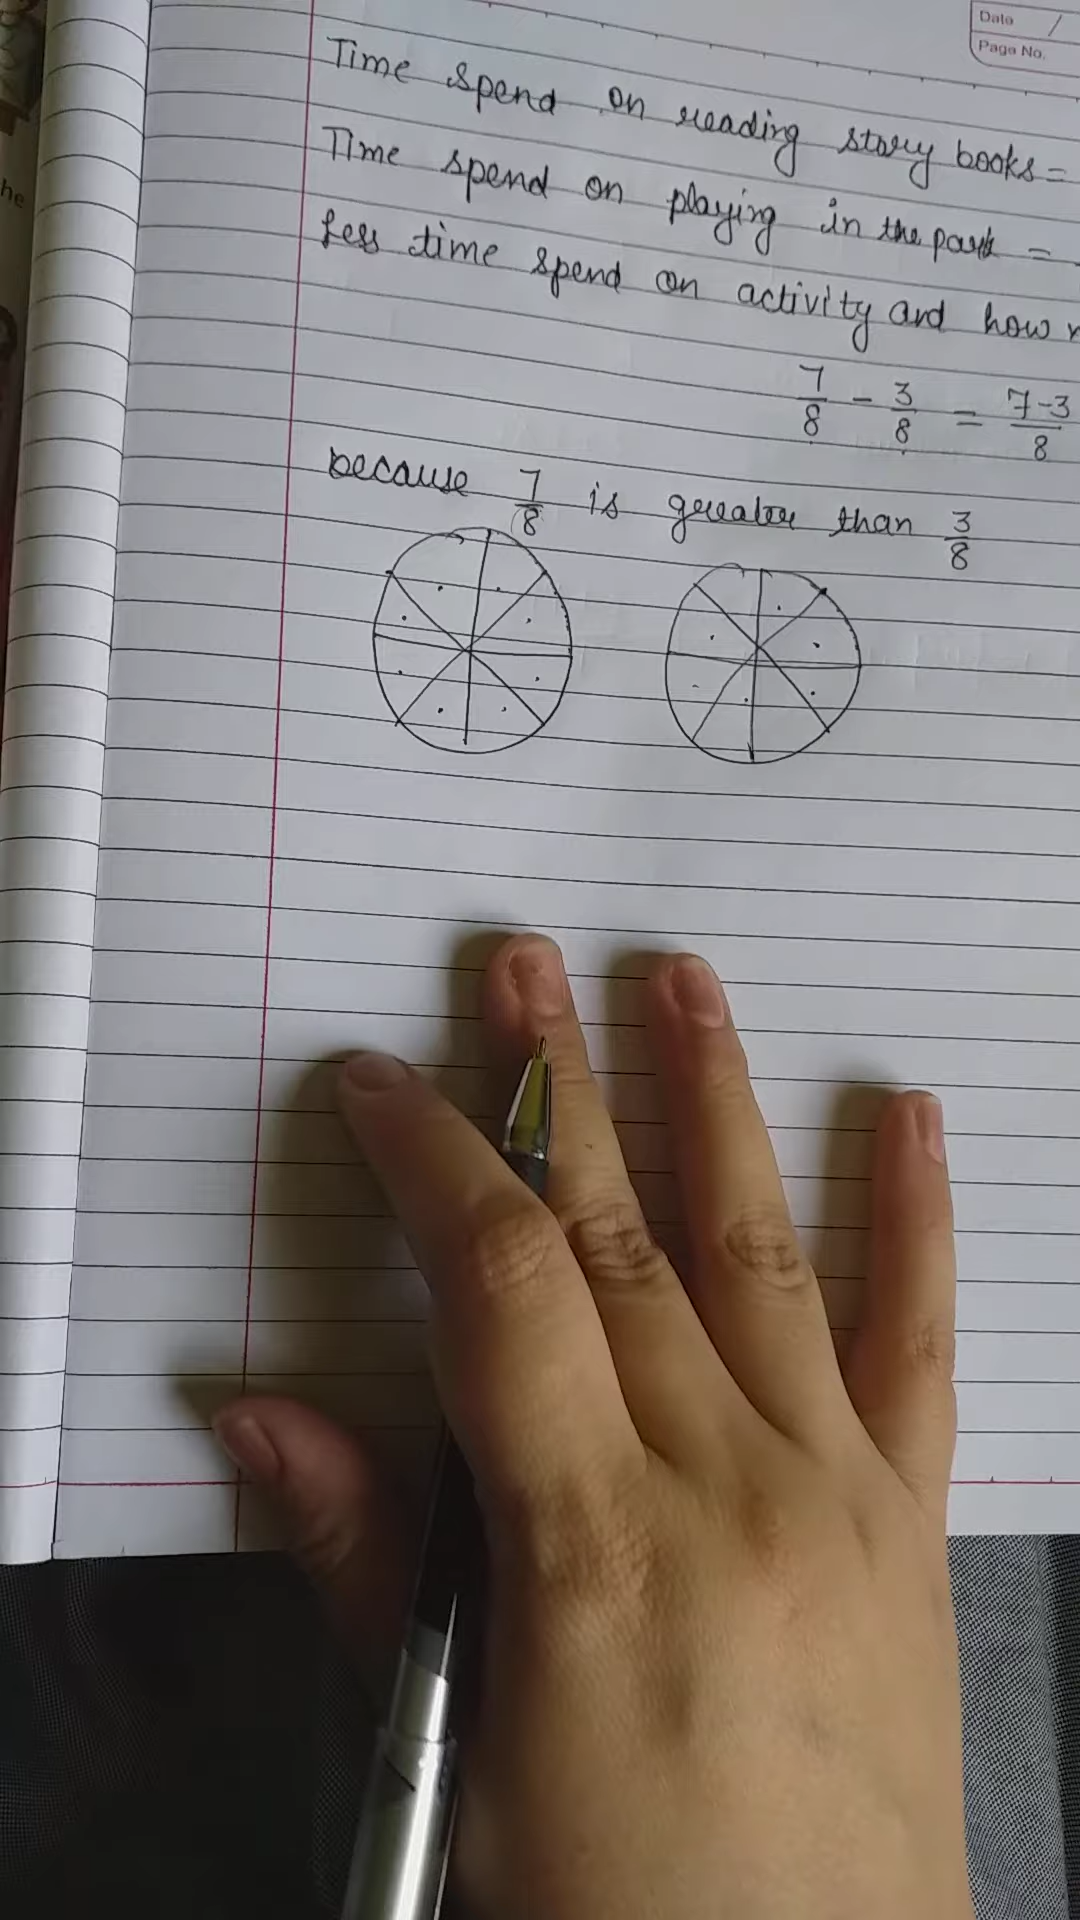 Date /
Page No.
he
Time spend on reading story books =
Time spend on playing in the park =
Less time spend on activity and how
7/8 - 3/8 = 7-3/8
because 7/8 is greater than 3/8